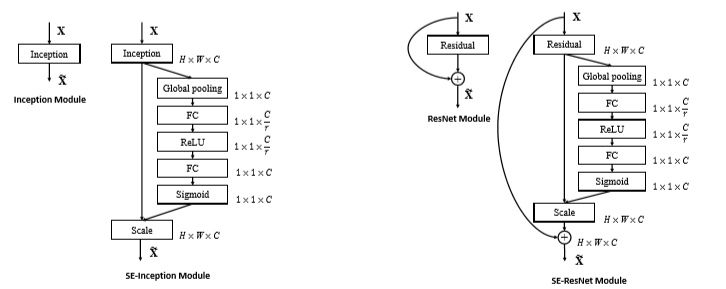 X
Inception
X̃
Inception Module
X
Inception
H × W × C
Global pooling
1 × 1 × C
FC
1 × 1 × C/r
ReLU
1 × 1 × C/r
FC
1 × 1 × C
Sigmoid
1 × 1 × C
Scale
H × W × C
X̃
SE-Inception Module
X
Residual
+
X̃
ResNet Module
X
Residual
H × W × C
Global pooling
1 × 1 × C
FC
1 × 1 × C/r
ReLU
1 × 1 × C/r
FC
1 × 1 × C
Sigmoid
1 × 1 × C
Scale
H × W × C
+
H × W × C
X̃
SE-ResNet Module